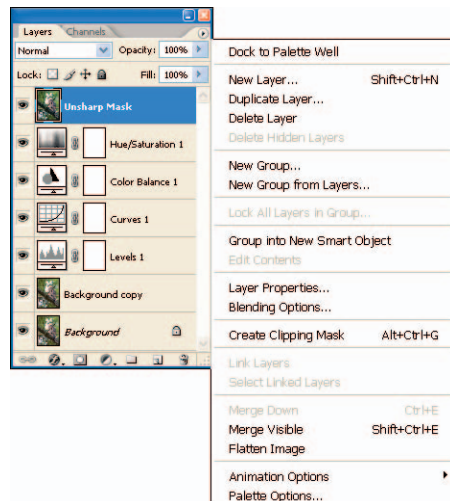 Layers Channels
Normal Opacity: 100%
Lock: Fill: 100%
Unsharp Mask
Hue/Saturation 1
Color Balance 1
Curves 1
Levels 1
Background copy
Background
Dock to Palette Well
New Layer... Shift+Ctrl+N
Duplicate Layer...
Delete Layer
Delete Hidden Layers
New Group...
New Group from Layers...
Lock All Layers in Group...
Group into New Smart Object
Edit Contents
Layer Properties...
Blending Options...
Create Clipping Mask Alt+Ctrl+G
Link Layers
Select Linked Layers
Merge Down Ctrl+E
Merge Visible Shift+Ctrl+E
Flatten Image
Animation Options
Palette Options...